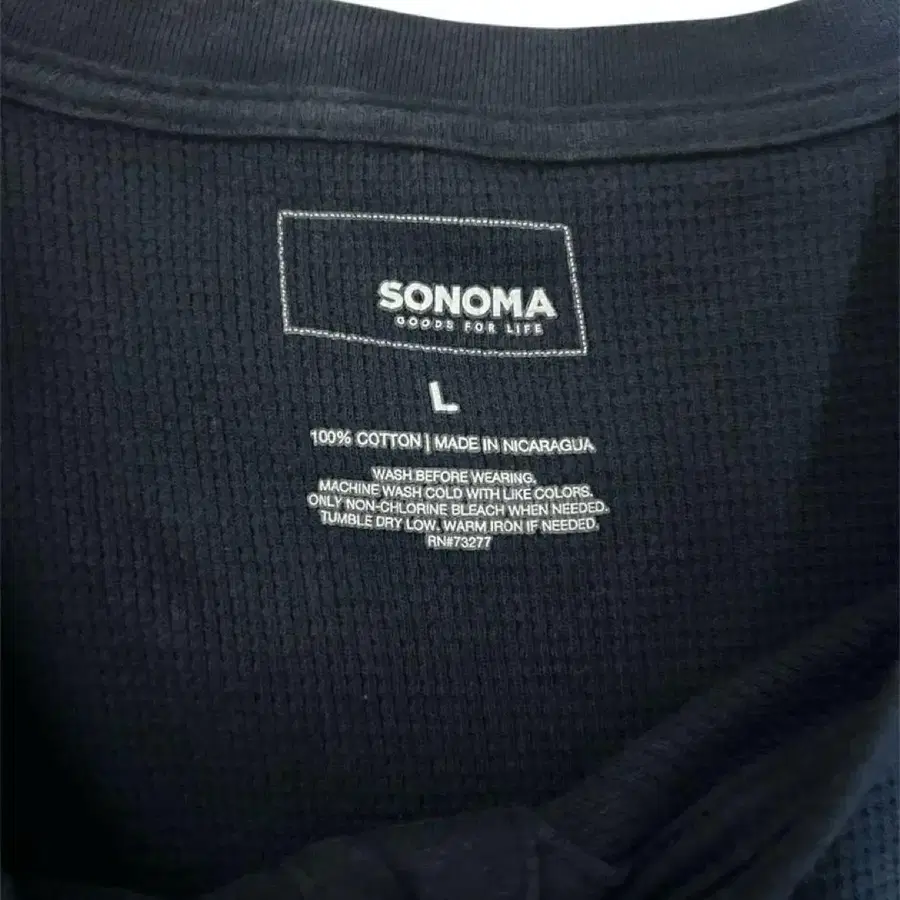 SONOMA
GOODS FOR LIFE
L
100% COTTON | MADE IN NICARAGUA
WASH BEFORE WEARING.
MACHINE WASH COLD WITH LIKE COLORS.
ONLY NON-CHLORINE BLEACH WHEN NEEDED.
TUMBLE DRY LOW. WARM IRON IF NEEDED.
RN#73277